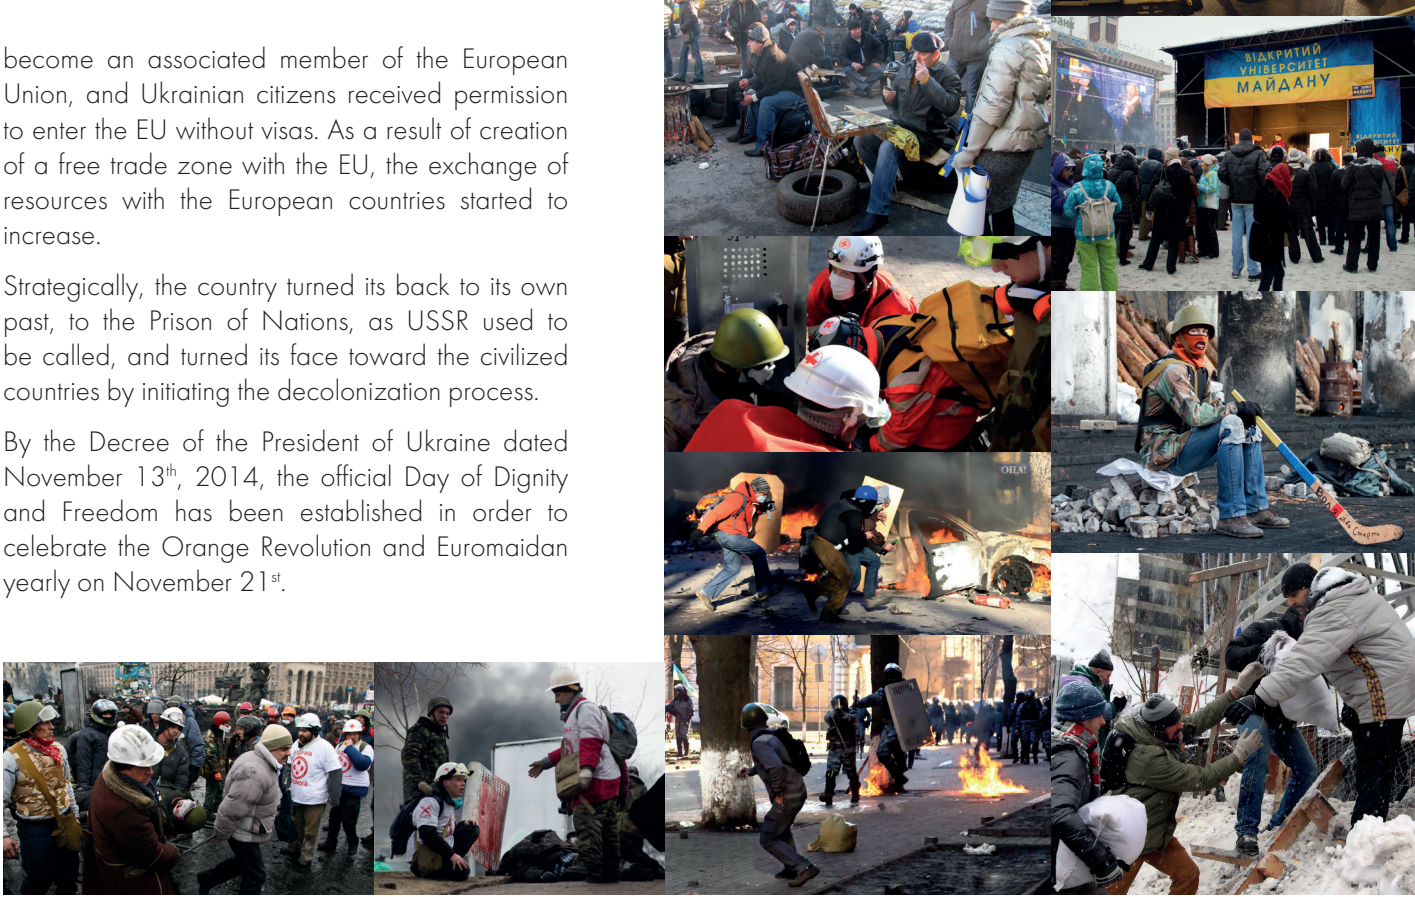 become an associated member of the European
Union, and Ukrainian citizens received permission
to enter the EU without visas. As a result of creation
of a free trade zone with the EU, the exchange of
resources with the European countries started to
increase.
Strategically, the country turned its back to its own
past, to the Prison of Nations, as USSR used to
be called, and turned its face toward the civilized
countries by initiating the decolonization process.
By the Decree of the President of Ukraine dated
November 13th, 2014, the official Day of Dignity
and Freedom has been established in order to
celebrate the Orange Revolution and Euromaidan
yearly on November 21st.
ВІДКРИТИЙ
УНІВЕРСИТЕТ
МАЙДАНУ
ВІДКРИТИЙ